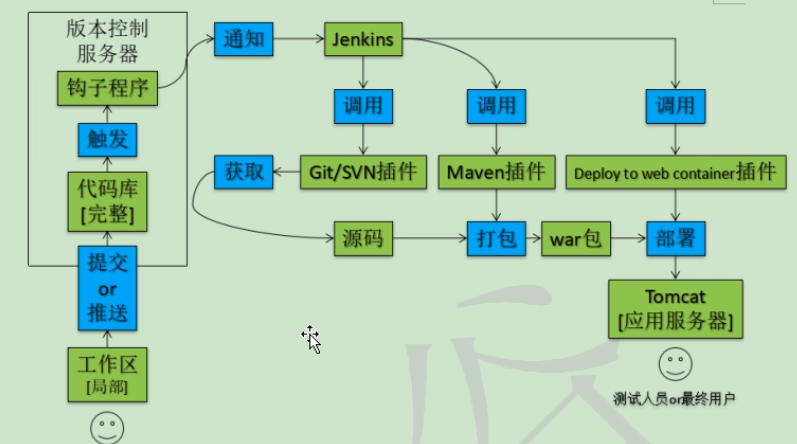 版本控制
服务器
钩子程序
触发
代码库
[完整]
提交
or
推送
工作区
[局部]
通知
Jenkins
调用
调用
调用
获取
Git/SVN插件
Maven插件
Deploy to web container插件
源码
打包
war包
部署
Tomcat
[应用服务器]
测试人员or最终用户